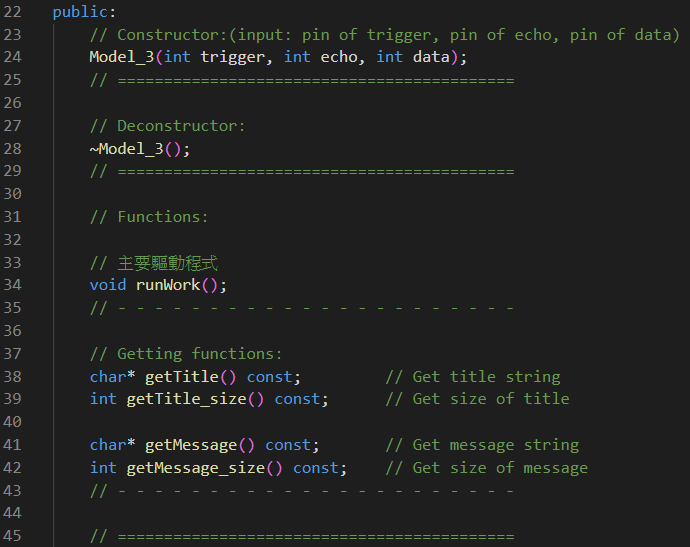 22 public:
23     // Constructor:(input: pin of trigger, pin of echo, pin of data)
24     Model_3(int trigger, int echo, int data);
25     // ===========================================
26
27     // Deconstructor:
28     ~Model_3();
29     // ===========================================
30
31     // Functions:
32
33     // 主要驅動程式
34     void runWork();
35     // - - - - - - - - - - - - - - - - - - - - - -
36
37     // Getting functions:
38     char* getTitle() const;         // Get title string
39     int getTitle_size() const;      // Get size of title
40
41     char* getMessage() const;       // Get message string
42     int getMessage_size() const;    // Get size of message
43     // - - - - - - - - - - - - - - - - - - - - - -
44
45     // ===========================================